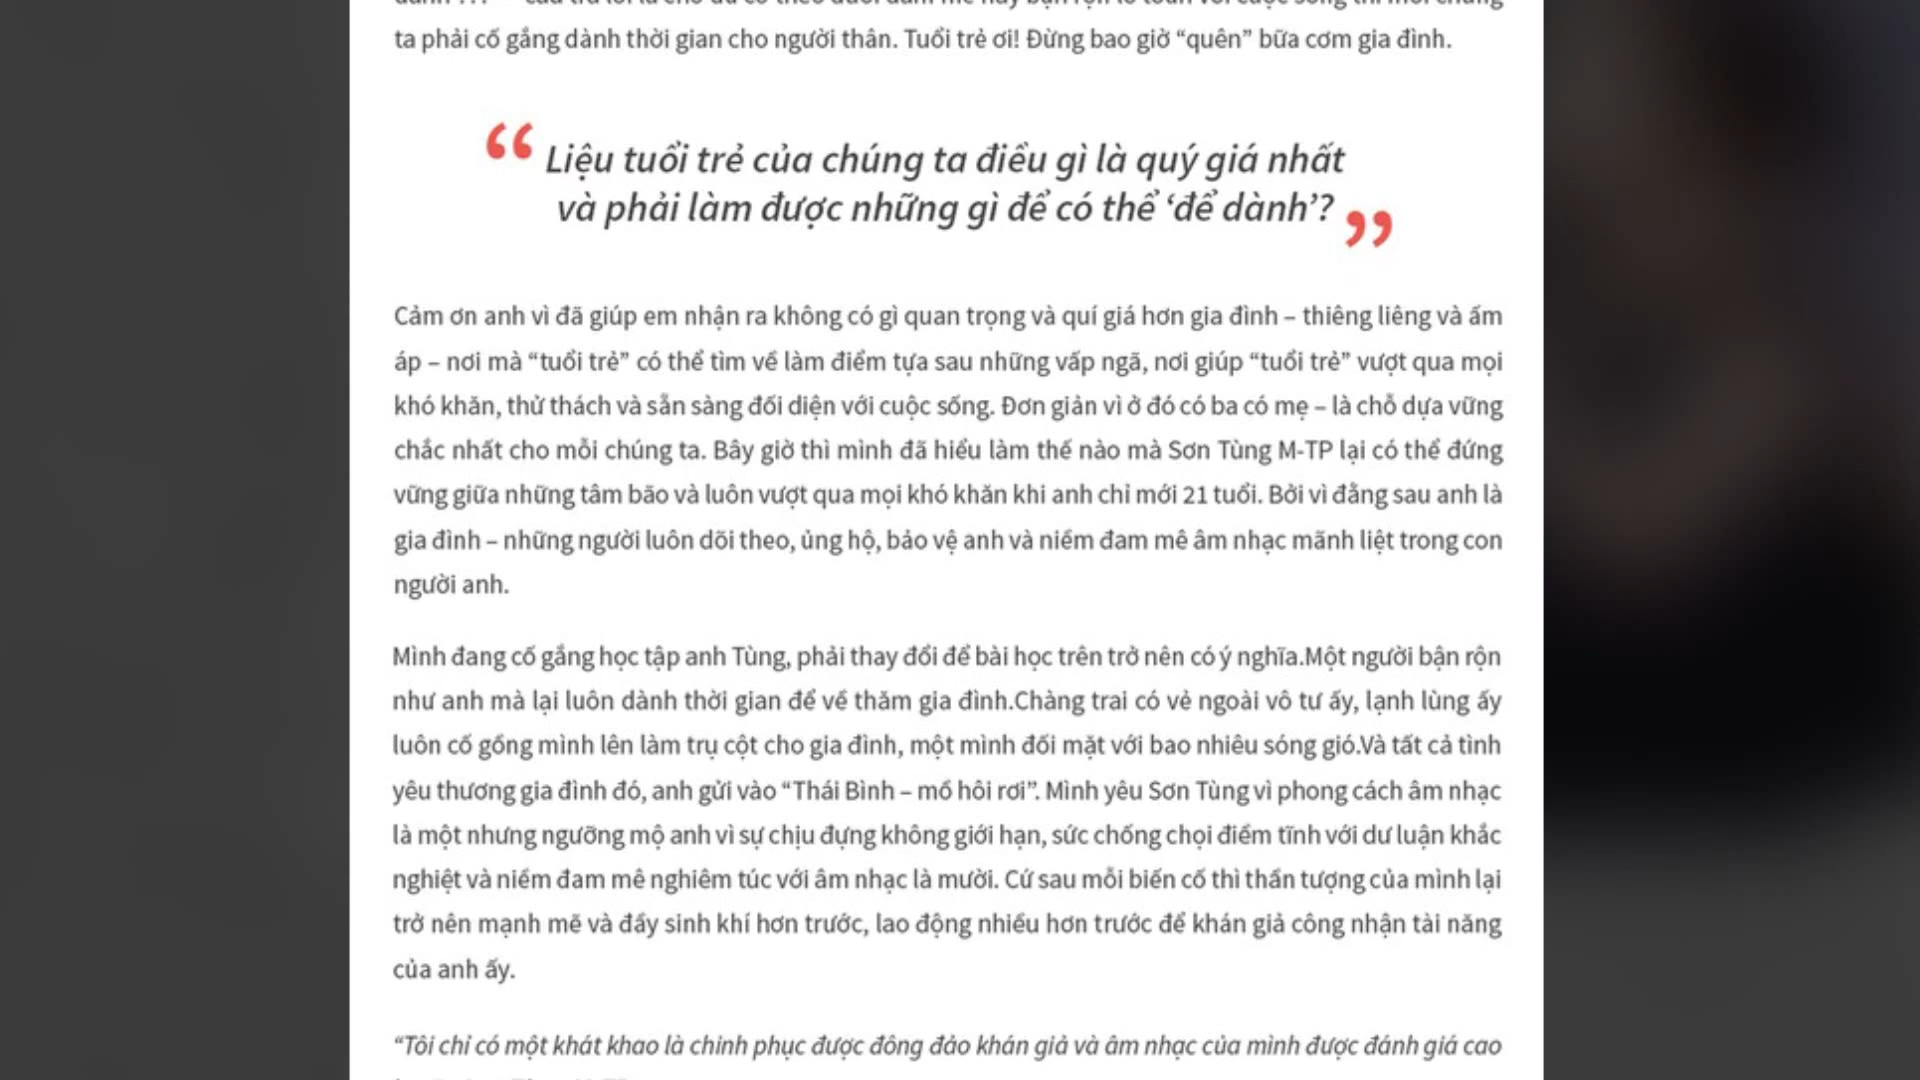 ta phải cố gắng dành thời gian cho người thân. Tuổi trẻ ơi! Đừng bao giờ “quên” bữa cơm gia đình.
“ Liệu tuổi trẻ của chúng ta điều gì là quý giá nhất
và phải làm được những gì để có thể ‘để dành’? ”
Cảm ơn anh vì đã giúp em nhận ra không có gì quan trọng và quí giá hơn gia đình – thiêng liêng và ấm
áp – nơi mà “tuổi trẻ” có thể tìm về làm điểm tựa sau những vấp ngã, nơi giúp “tuổi trẻ” vượt qua mọi
khó khăn, thử thách và sẵn sàng đối diện với cuộc sống. Đơn giản vì ở đó có ba có mẹ – là chỗ dựa vững
chắc nhất cho mỗi chúng ta. Bây giờ thì mình đã hiểu làm thế nào mà Sơn Tùng M-TP lại có thể đứng
vững giữa những tâm bão và luôn vượt qua mọi khó khăn khi anh chỉ mới 21 tuổi. Bởi vì đằng sau anh là
gia đình – những người luôn dõi theo, ủng hộ, bảo vệ anh và niềm đam mê âm nhạc mãnh liệt trong con
người anh.
Mình đang cố gắng học tập anh Tùng, phải thay đổi để bài học trên trở nên có ý nghĩa.Một người bận rộn
như anh mà lại luôn dành thời gian để về thăm gia đình.Chàng trai có vẻ ngoài vô tư ấy, lạnh lùng ấy
luôn cố gồng mình lên làm trụ cột cho gia đình, một mình đối mặt với bao nhiêu sóng gió.Và tất cả tình
yêu thương gia đình đó, anh gửi vào “Thái Bình – mồ hôi rơi”. Mình yêu Sơn Tùng vì phong cách âm nhạc
là một nhưng ngưỡng mộ anh vì sự chịu đựng không giới hạn, sức chống chọi điềm tĩnh với dư luận khắc
nghiệt và niềm đam mê nghiêm túc với âm nhạc là mười. Cứ sau mỗi biến cố thì thần tượng của mình lại
trở nên mạnh mẽ và đầy sinh khí hơn trước, lao động nhiều hơn trước để khán giả công nhận tài năng
của anh ấy.
“Tôi chỉ có một khát khao là chinh phục được đông đảo khán giả và âm nhạc của mình được đánh giá cao